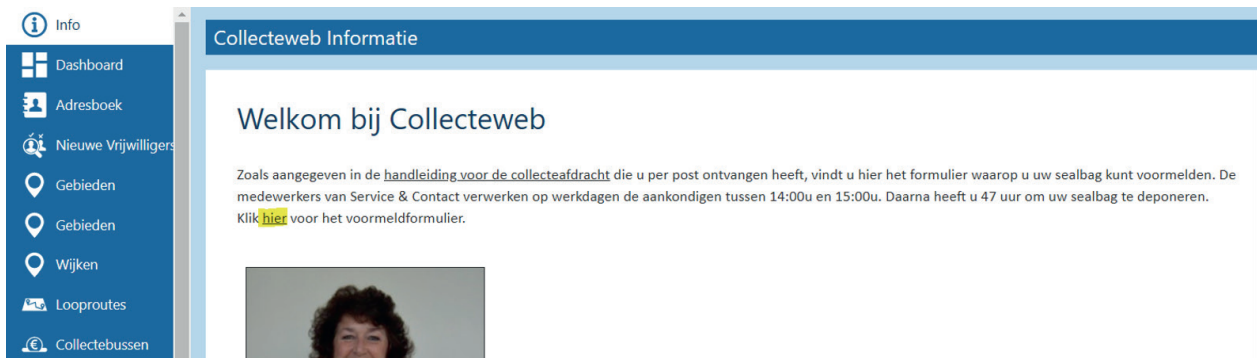 Info
Dashboard
Adresboek
Nieuwe Vrijwilligers
Gebieden
Gebieden
Wijken
Looproutes
Collectebussen
Collecteweb Informatie
Welkom bij Collecteweb
Zoals aangegeven in de handleiding voor de collecteafdracht die u per post ontvangen heeft, vindt u hier het formulier waarop u uw sealbag kunt voormelden. De
medewerkers van Service & Contact verwerken op werkdagen de aankondigen tussen 14:00u en 15:00u. Daarna heeft u 47 uur om uw sealbag te deponeren.
Klik hier voor het voormeldformulier.